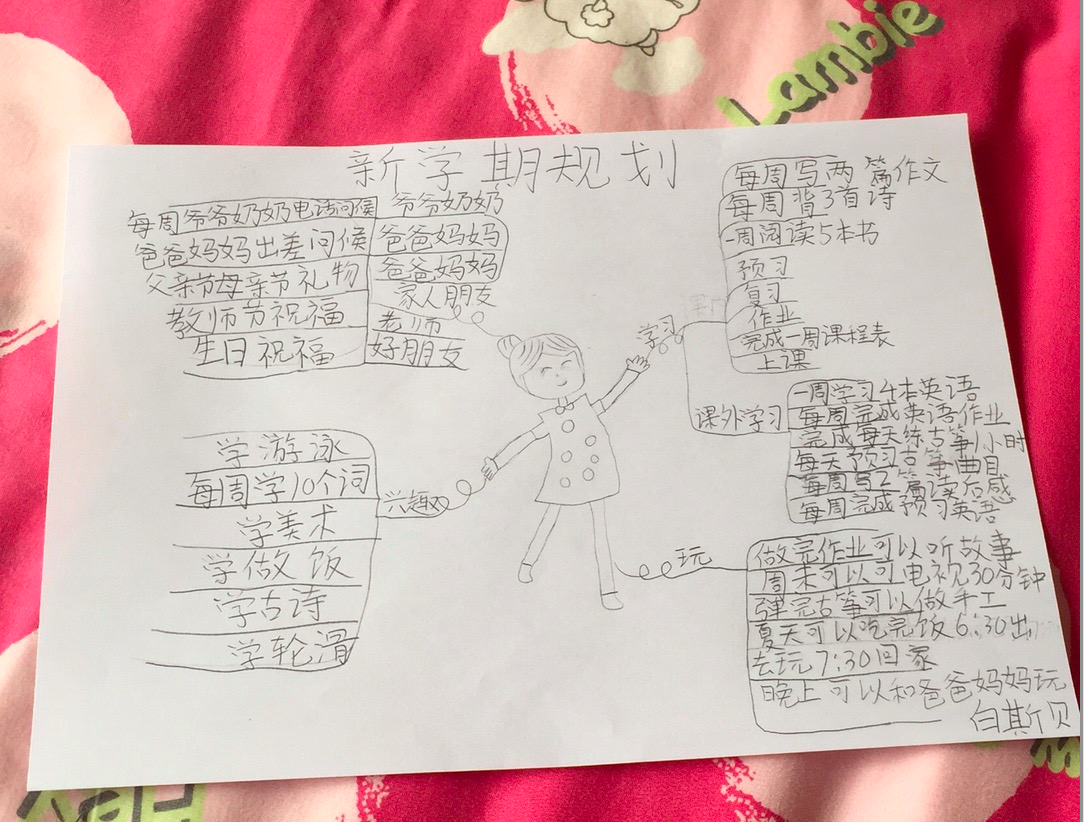 Lambie
新学期规划
每周爷爷奶奶电话问候 爷爷奶奶
爸爸妈妈出差问候 爸爸妈妈
父亲节母亲节礼物 爸爸妈妈
家人朋友
教师节祝福 老师
生日祝福 好朋友
学习
每周写两篇作文
每周背3首诗
一周阅读5本书
预习
复习
作业
完成一周课程表
上课
课外学习
一周学习4本英语
每周完成英语作业
完成每天练古筝1小时
每天预习古筝曲目
每周写2篇读后感
每周完成预习英语
兴趣
学游泳
每周学10个词
学美术
学做饭
学古诗
学轮滑
玩
做完作业可以听故事
周末可以可电视30分钟
弹完古筝可以做手工
夏天可以吃完饭6:30出
去玩7:30回家
晚上可以和爸爸妈妈玩
白斯贝